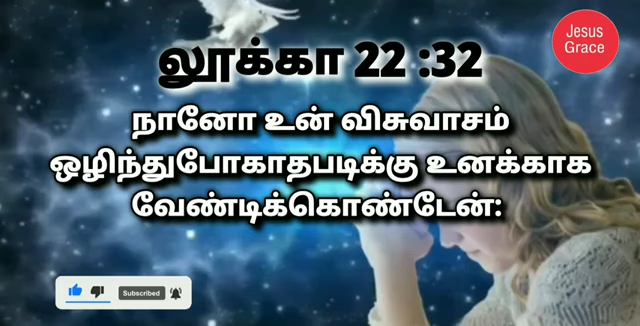 Jesus
Grace
லூக்கா 22 :32
நானோ உன் விசுவாசம்
ஒழிந்துபோகாதபடிக்கு உனக்காக
வேண்டிக்கொண்டேன்:
Subscribed